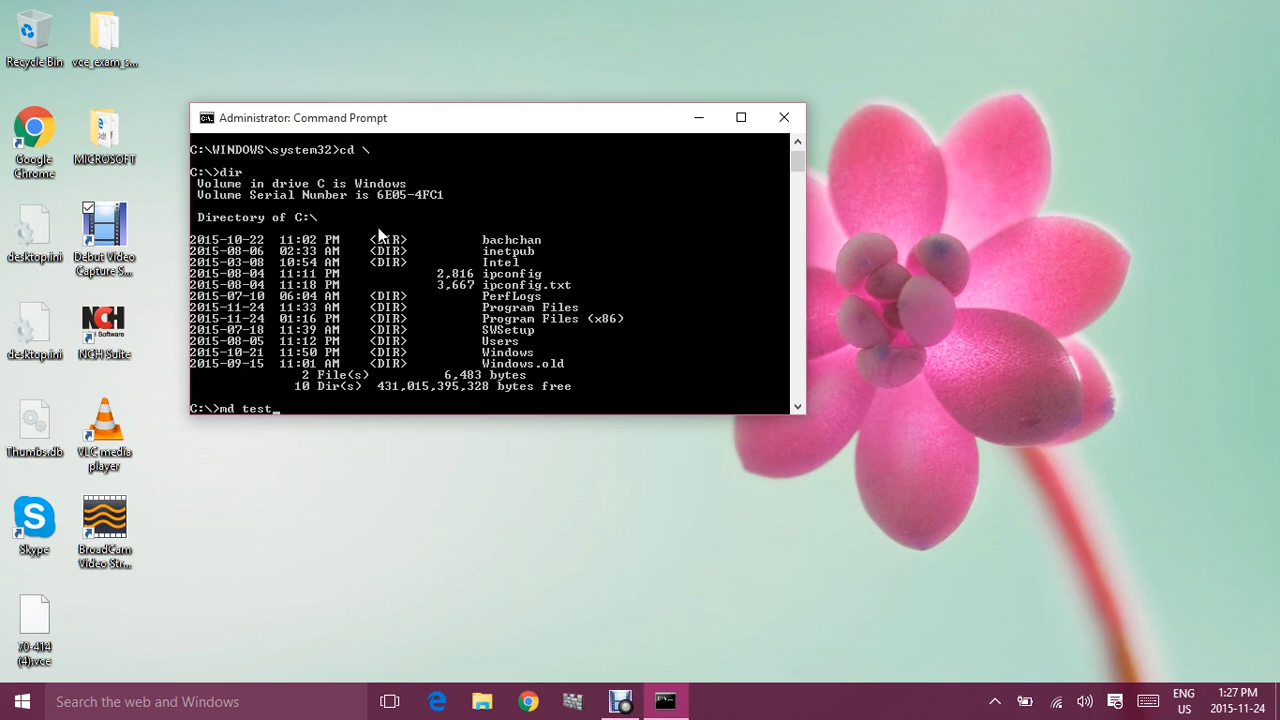 Recycle Bin
vce_exam_s...
Google
Chrome
MICROSOFT
desktop.ini
Debut Video
Capture S...
desktop.ini
NCH
Software
NCH Suite
Thumbs.db
VLC media
player
Skype
BroadCam
Video Str...
70-414
(4).vce
Administrator: Command Prompt
C:\WINDOWS\system32>cd \
C:\>dir
Volume in drive C is Windows
Volume Serial Number is 6E05-4FC1
Directory of C:\
2015-10-22 11:02 PM <DIR> bachchan
2015-08-06 02:33 AM <DIR> inetpub
2015-03-08 10:54 AM <DIR> Intel
2015-08-04 11:11 PM 2,816 ipconfig
2015-08-04 11:18 PM 3,667 ipconfig.txt
2015-07-10 06:04 AM <DIR> PerfLogs
2015-11-24 11:33 AM <DIR> Program Files
2015-11-24 01:16 PM <DIR> Program Files (x86)
2015-07-18 11:39 AM <DIR> SWSetup
2015-08-05 11:12 PM <DIR> Users
2015-10-21 11:50 PM <DIR> Windows
2015-09-15 11:01 AM <DIR> Windows.old
2 File(s) 6,483 bytes
10 Dir(s) 431,015,395,328 bytes free
C:\>md test_
Search the web and Windows
ENG
US
1:27 PM
2015-11-24